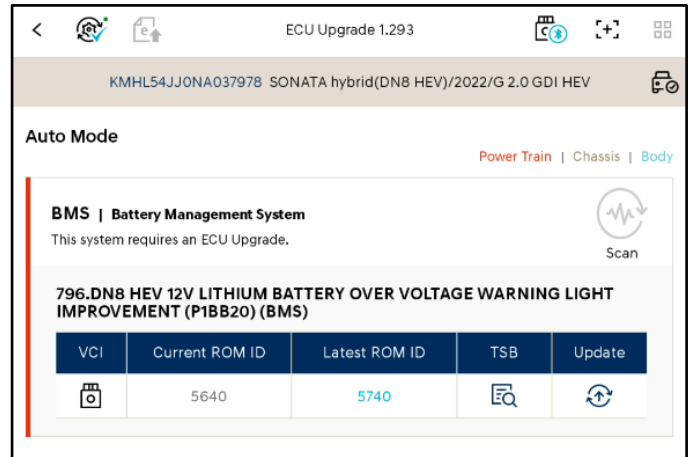 ECU Upgrade 1.293
KMHL54JJ0NA037978 SONATA hybrid(DN8 HEV)/2022/G 2.0 GDI HEV
Auto Mode
Power Train | Chassis | Body
BMS | Battery Management System
This system requires an ECU Upgrade.
Scan
796.DN8 HEV 12V LITHIUM BATTERY OVER VOLTAGE WARNING LIGHT
IMPROVEMENT (P1BB20) (BMS)
VCI Current ROM ID Latest ROM ID TSB Update
5640 5740